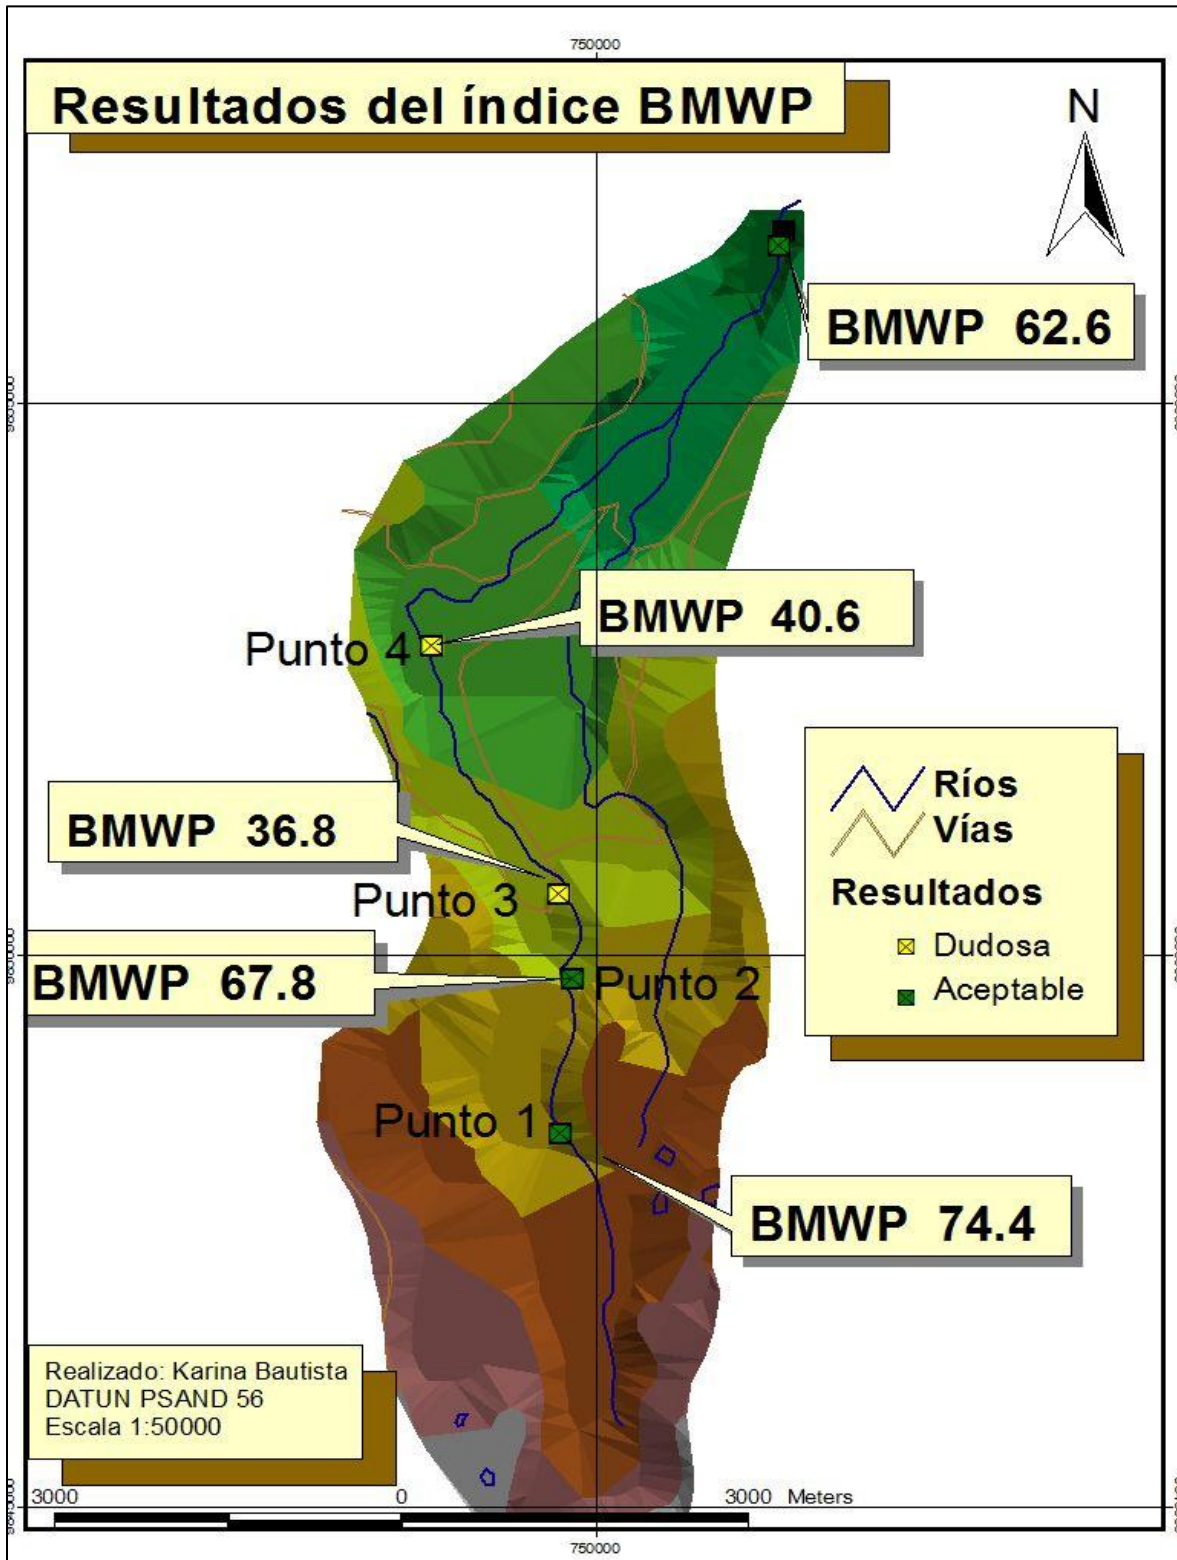 750000
Resultados del índice BMWP
N
BMWP 62.6
BMWP 40.6
Punto 4
BMWP 36.8
Punto 3
BMWP 67.8
Punto 2
Punto 1
BMWP 74.4
Ríos
Vías
Resultados
Dudosa
Aceptable
Realizado: Karina Bautista
DATUN PSAND 56
Escala 1:50000
3000 0 3000 Meters
750000